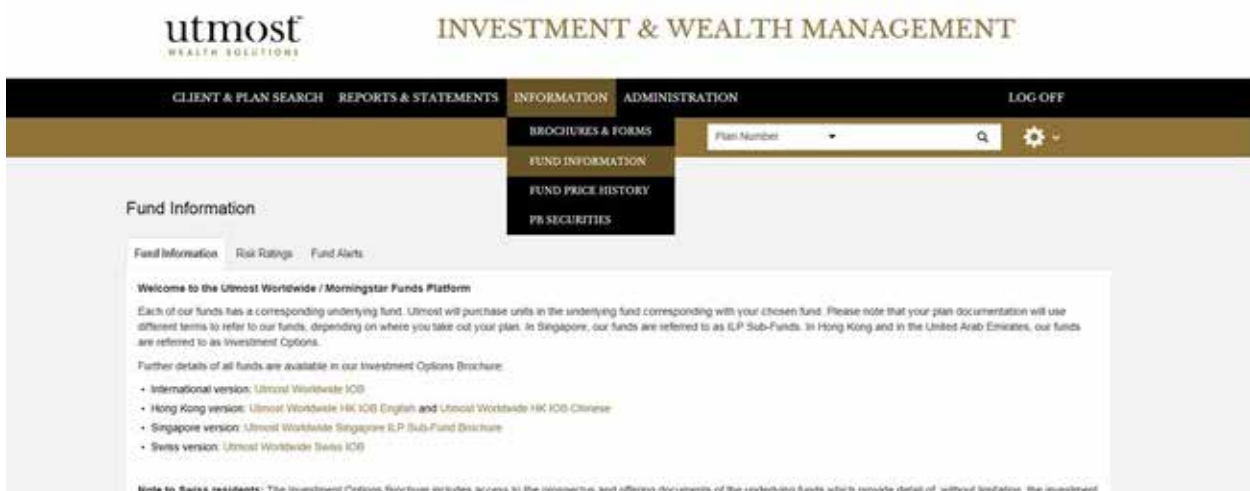 utmost INVESTMENT & WEALTH MANAGEMENT
WEALTH SOLUTIONS
CLIENT & PLAN SEARCH REPORTS & STATEMENTS INFORMATION ADMINISTRATION LOG OFF
BROCHURES & FORMS Plan Number
FUND INFORMATION
FUND PRICE HISTORY
PB SECURITIES
Fund Information
Fund Information Risk Ratings Fund Alerts
Welcome to the Utmost Worldwide / Morningstar Funds Platform
Each of our funds has a corresponding underlying fund. Utmost will purchase units in the underlying fund corresponding with your chosen fund. Please note that your plan documentation will use
different terms to refer to our funds, depending on where you take out your plan. In Singapore, our funds are referred to as ILP Sub-Funds. In Hong Kong and in the United Arab Emirates, our funds
are referred to as Investment Options.
Further details of all funds are available in our Investment Options Brochure:
• International version: Utmost Worldwide IOB
• Hong Kong version: Utmost Worldwide HK IOB English and Utmost Worldwide HK IOB Chinese
• Singapore version: Utmost Worldwide Singapore ILP Sub-Fund Brochure
• Swiss version: Utmost Worldwide Swiss IOB
Note to Swiss residents: The Investment Options Brochure includes access to the prospectus and offering documents of the underlying funds which provide detail of, without limitation, the investment